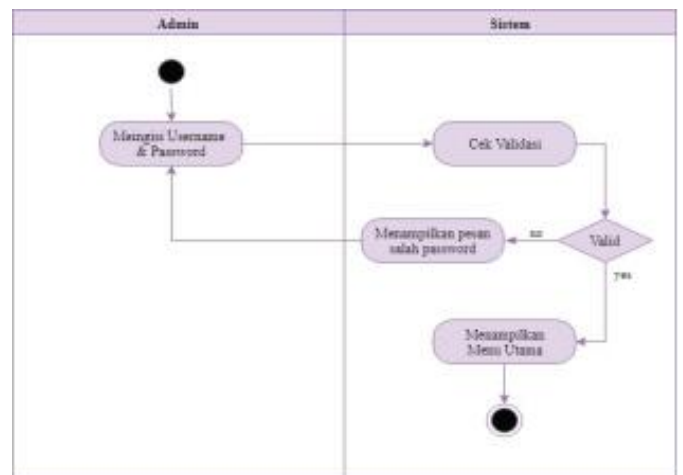 Admin
Sistem
Mengisi Username
& Password
Cek Validasi
Menampilkan pesan
salah password
no
Valid
yes
Menampilkan
Menu Utama